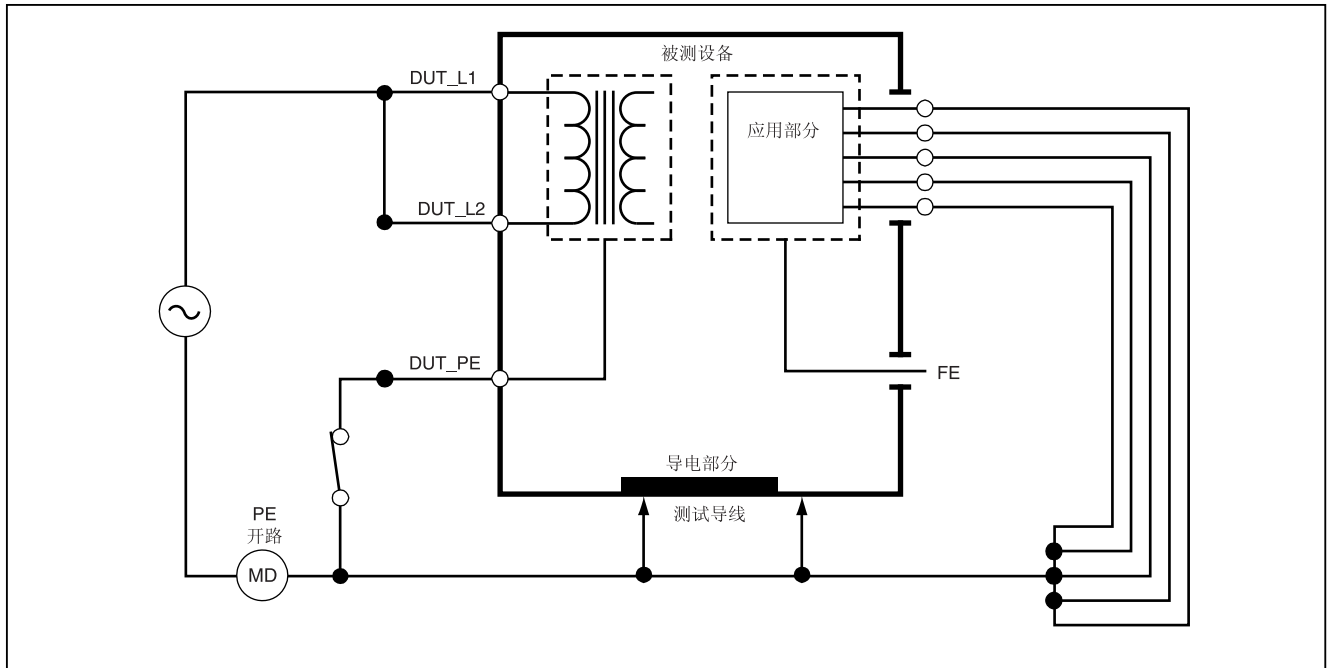 被测设备
DUT_L1
应用部分
DUT_L2
DUT_PE
FE
导电部分
测试导线
PE
开路
MD